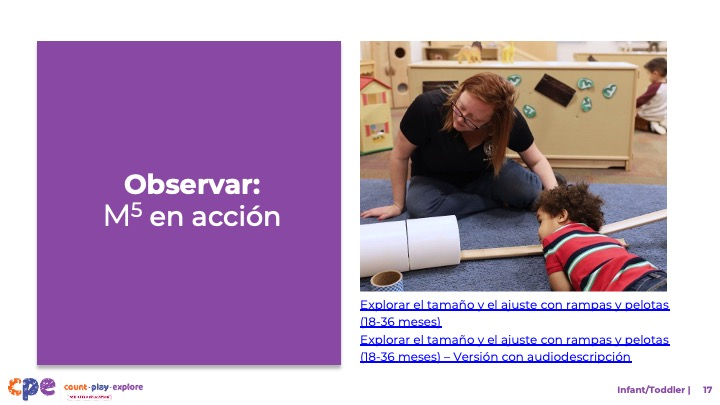 Observar:
M⁵ en acción
Explorar el tamaño y el ajuste con rampas y pelotas
(18-36 meses)
Explorar el tamaño y el ajuste con rampas y pelotas
(18-36 meses) – Versión con audiodescripción
cpe count·play·explore
Infant/Toddler | 17